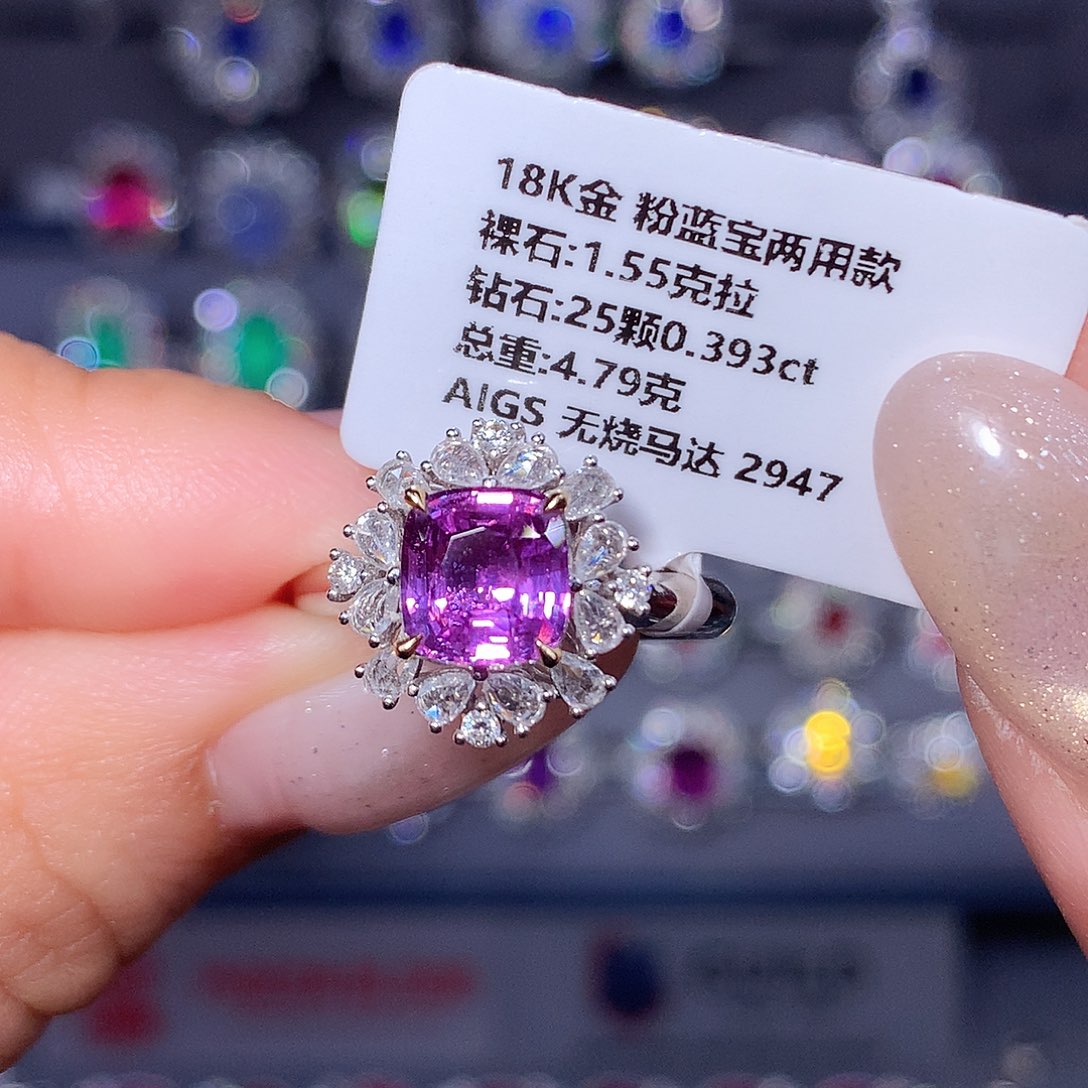 18K金 粉蓝宝两用款
裸石:1.55克拉
钻石:25颗0.393ct
总重:4.79克
AIGS 无烧马达 2947